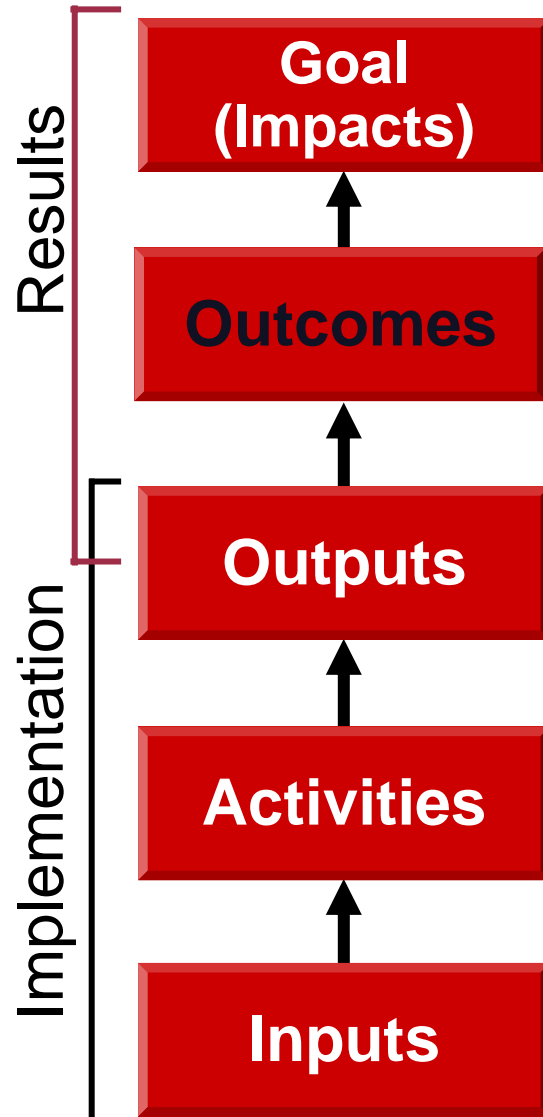 Goal
(Impacts)
Results
Outcomes
Outputs
Implementation
Activities
Inputs